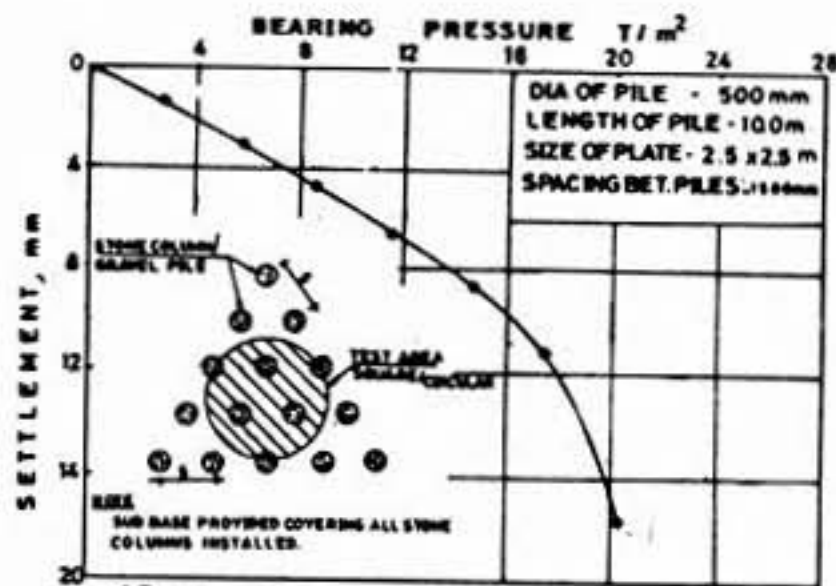 BEARING PRESSURE T/m²
4 8 12 16 20 24 28
DIA OF PILE - 500 mm
LENGTH OF PILE - 10.0 m
SIZE OF PLATE - 2.5 x 2.5 m
SPACING BET. PILES
SETTLEMENT, mm
0
4
8
12
20
STONE COLUMN/
GRAVEL PILE
S
TEST AREA
SQUARE/CIRCULAR
S
SUB BASE PROVIDED COVERING ALL STONE
COLUMNS INSTALLED.